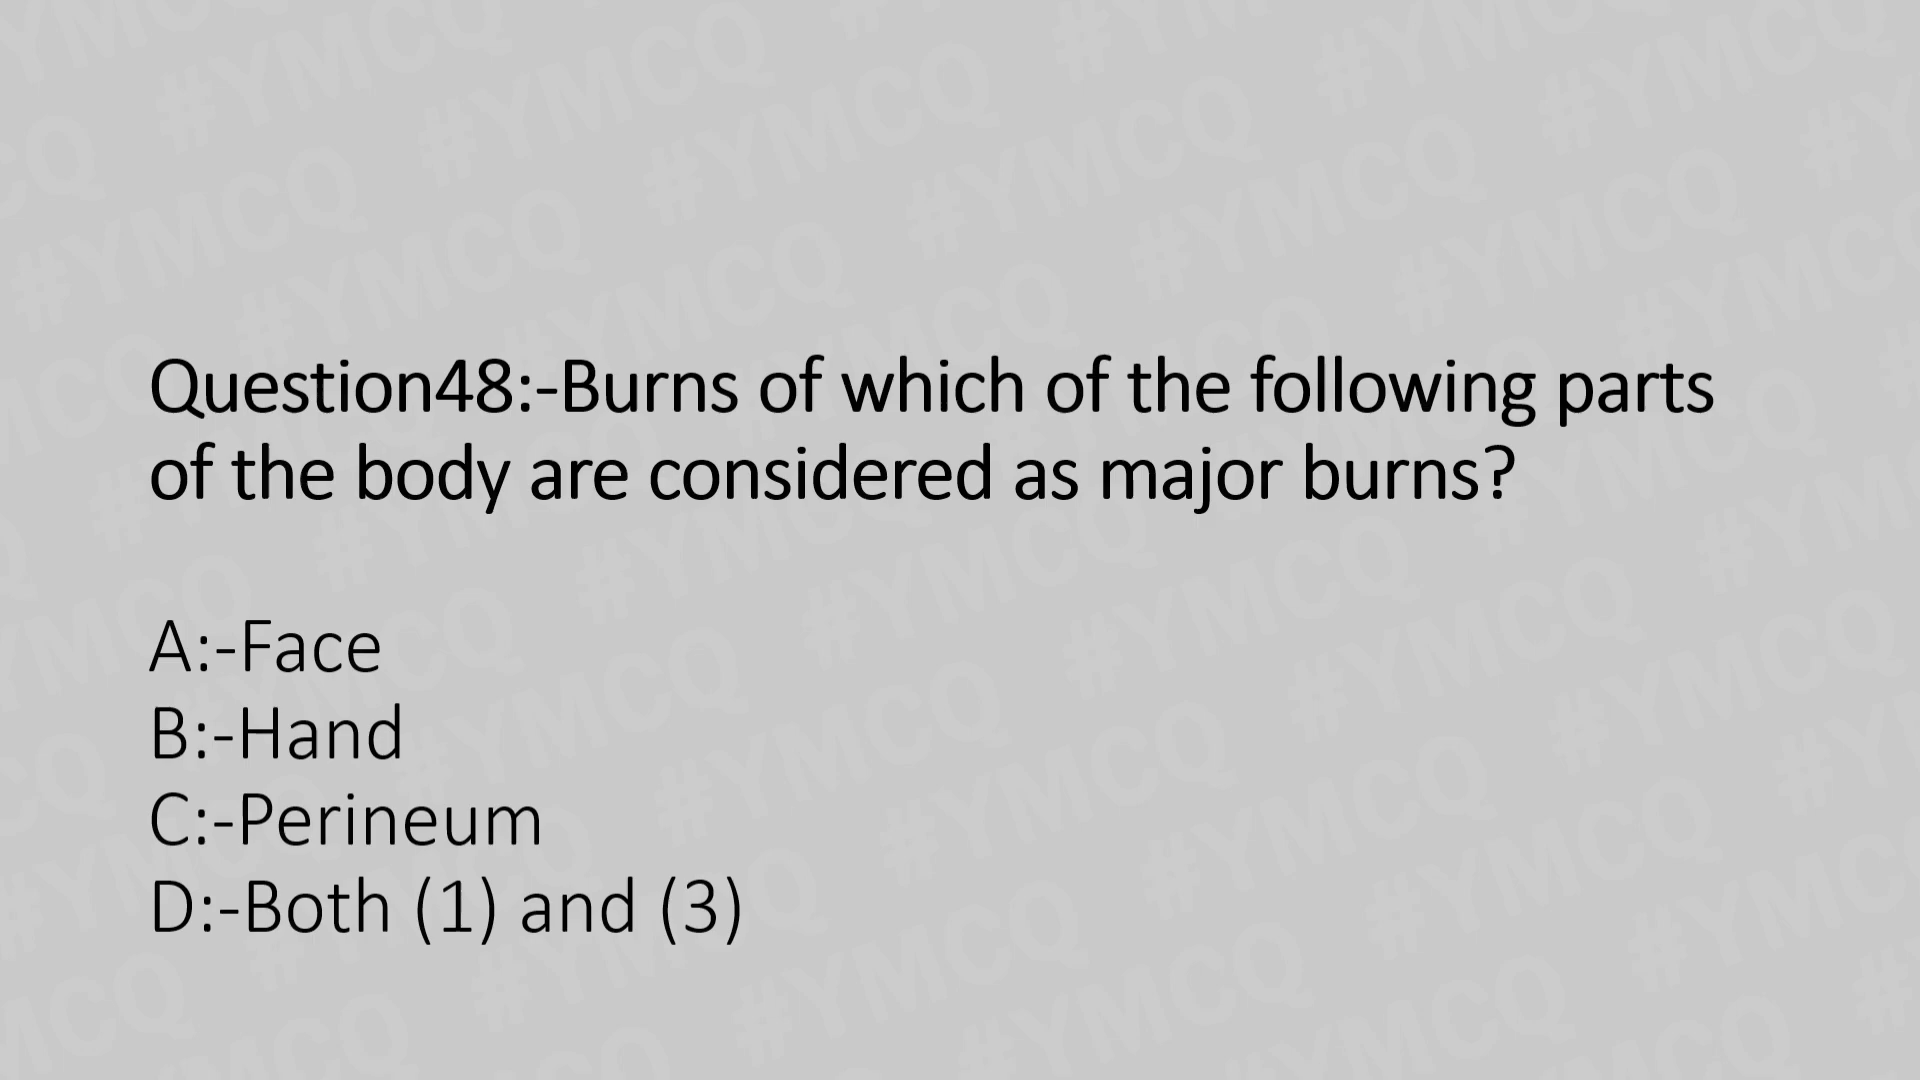 Question48:-Burns of which of the following parts
of the body are considered as major burns?
A:-Face
B:-Hand
C:-Perineum
D:-Both (1) and (3)
#YMCQ